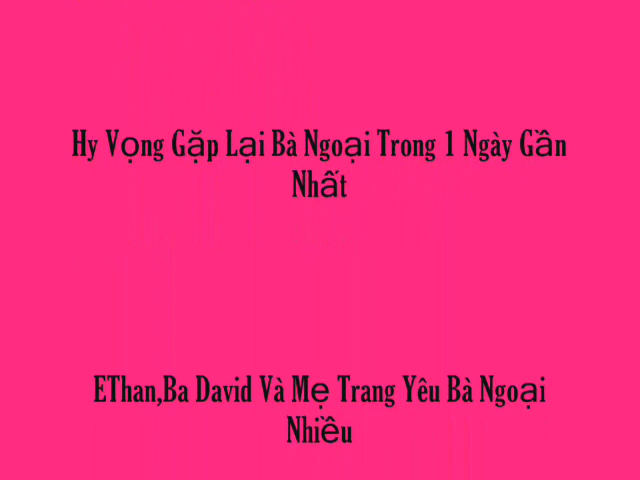 Hy Vọng Gặp Lại Bà Ngoại Trong 1 Ngày Gần
Nhất
EThan,Ba David Và Mẹ Trang Yêu Bà Ngoại
Nhiều